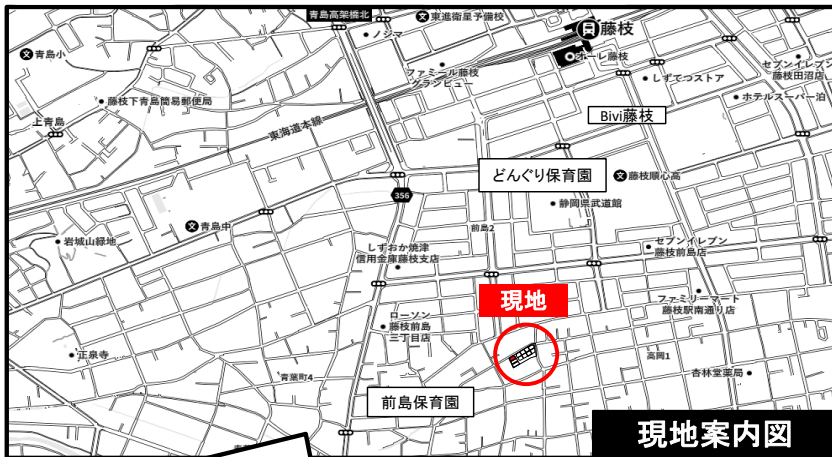 青島高架橋北
東進衛星予備校
藤枝
ノジマ
オーレ藤枝
青島小
ファミール藤枝
グランビュー
セブンイレブン
藤枝田沼店
しずてつストア
ホテルスーパー泊
藤枝下青島簡易郵便局
Bivi藤枝
上青島
東海道本線
どんぐり保育園
藤枝順心高
356
静岡県武道館
青島中
前島2
岩城山緑地
しずおか焼津
信用金庫藤枝支店
セブンイレブン
藤枝前島店
現地
ファミリーマート
藤枝駅南通り店
ローソン
藤枝前島
三丁目店
正泉寺
高岡1
青葉町4
杏林堂薬局
前島保育園
現地案内図